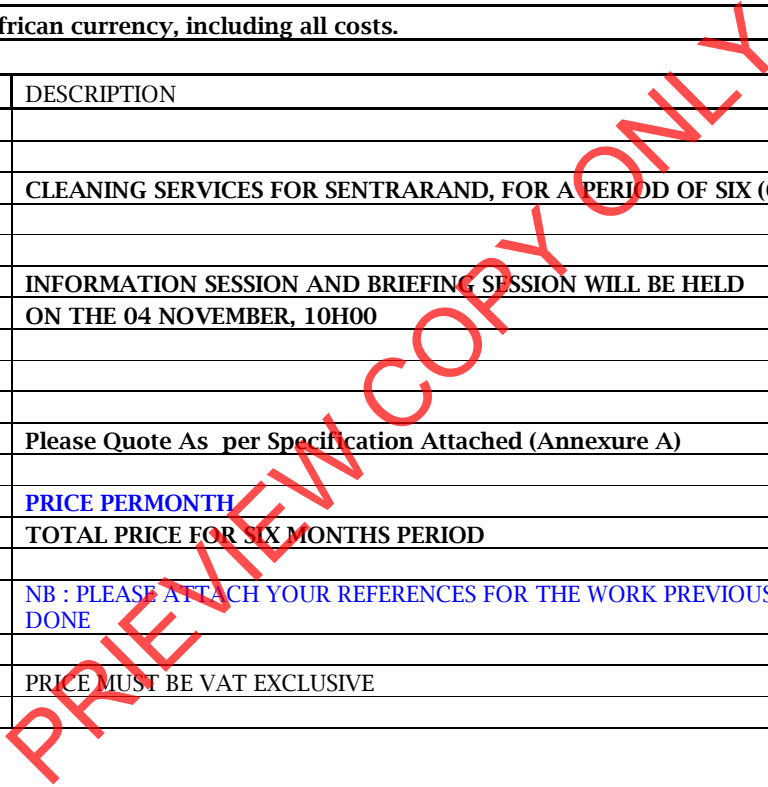 frican currency, including all costs.
DESCRIPTION
CLEANING SERVICES FOR SENTRARAND, FOR A PERIOD OF SIX (
INFORMATION SESSION AND BRIEFING SESSION WILL BE HELD
ON THE 04 NOVEMBER, 10H00
Please Quote As per Specification Attached (Annexure A)
PRICE PERMONTH
TOTAL PRICE FOR SIX MONTHS PERIOD
NB : PLEASE ATTACH YOUR REFERENCES FOR THE WORK PREVIOUS
DONE
PRICE MUST BE VAT EXCLUSIVE
PRIEVIEW COPY ONLY